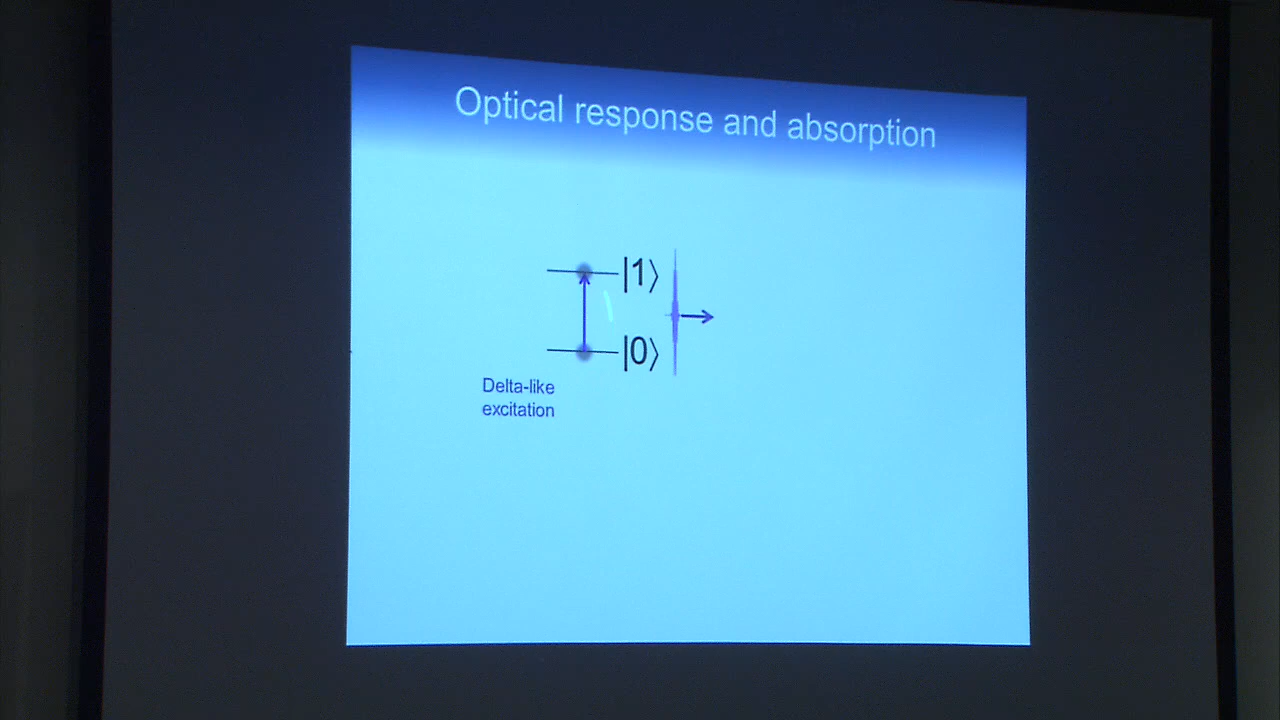 Optical response and absorption
|1⟩
|0⟩
Delta-like
excitation